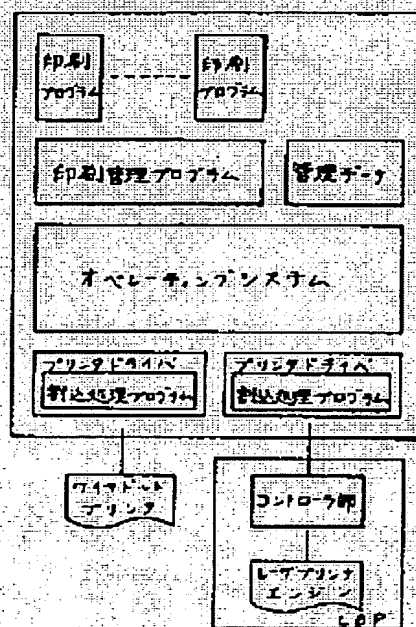 印刷
プログラム
印刷
プログラム
印刷管理プログラム
管理データ
オペレーティングシステム
プリンタドライバ
割込処理プログラム
プリンタドライバ
割込処理プログラム
ワイヤドット
プリンタ
コントローラ部
レーザプリンタ
エンジン
LBP